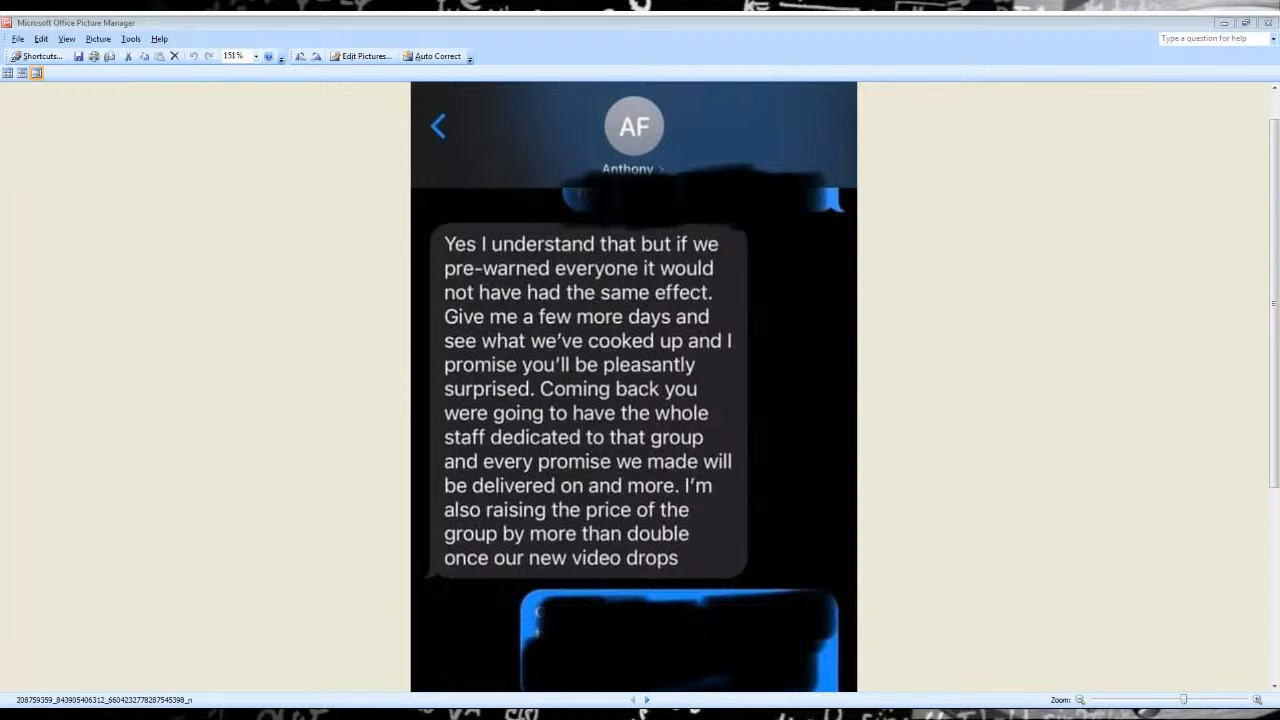 Microsoft Office Picture Manager
File Edit View Picture Tools Help
Type a question for help
Shortcuts... 151% Edit Pictures... Auto Correct
AF
Anthony
Yes I understand that but if we
pre-warned everyone it would
not have had the same effect.
Give me a few more days and
see what we've cooked up and I
promise you'll be pleasantly
surprised. Coming back you
were going to have the whole
staff dedicated to that group
and every promise we made will
be delivered on and more. I'm
also raising the price of the
group by more than double
once our new video drops
208759359_843905406312_6604232778287545398_n
Zoom: